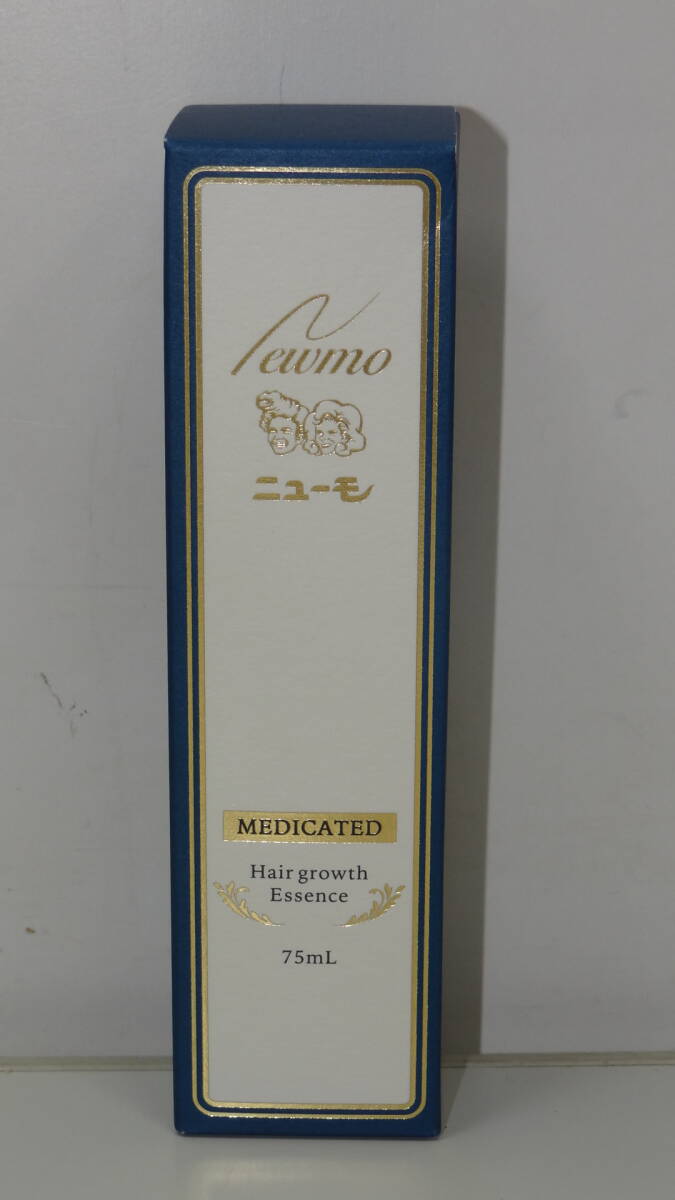 Newmo
ニューモ
MEDICATED
Hair growth
Essence
75mL